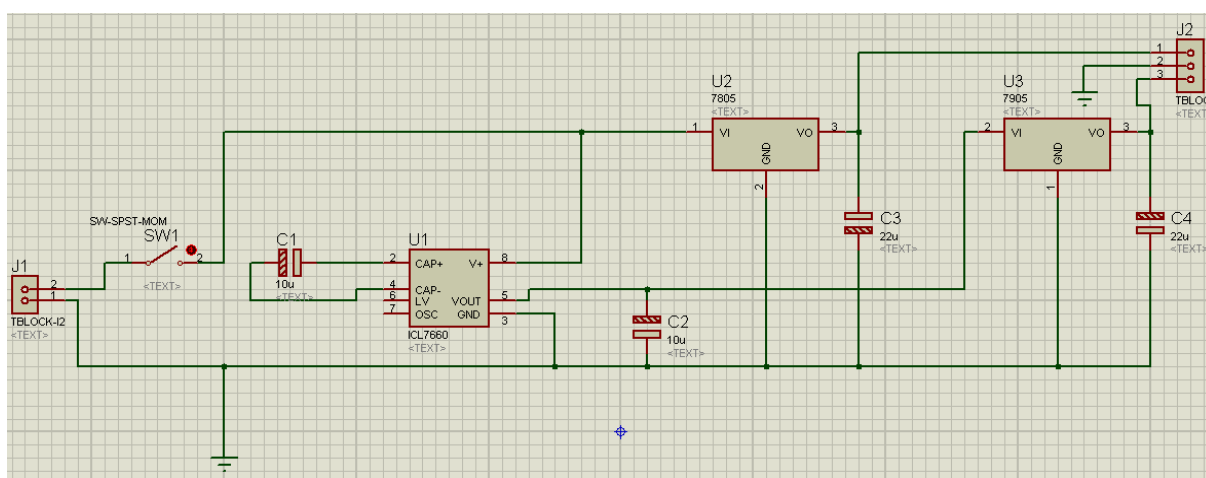 J2
1
2
3
TBLOC
<TEXT>
U2
7805
<TEXT>
1
VI
VO
3
GND
2
U3
7905
<TEXT>
2
VI
VO
3
GND
1
SW-SPST-MOM
SW1
1
2
<TEXT>
C1
10u
<TEXT>
U1
2
CAP+
V+
8
4
CAP-
6
LV
VOUT
5
7
OSC
GND
3
ICL7660
<TEXT>
C2
10u
<TEXT>
C3
22u
<TEXT>
C4
22u
<TEXT>
J1
2
1
TBLOCK-I2
<TEXT>